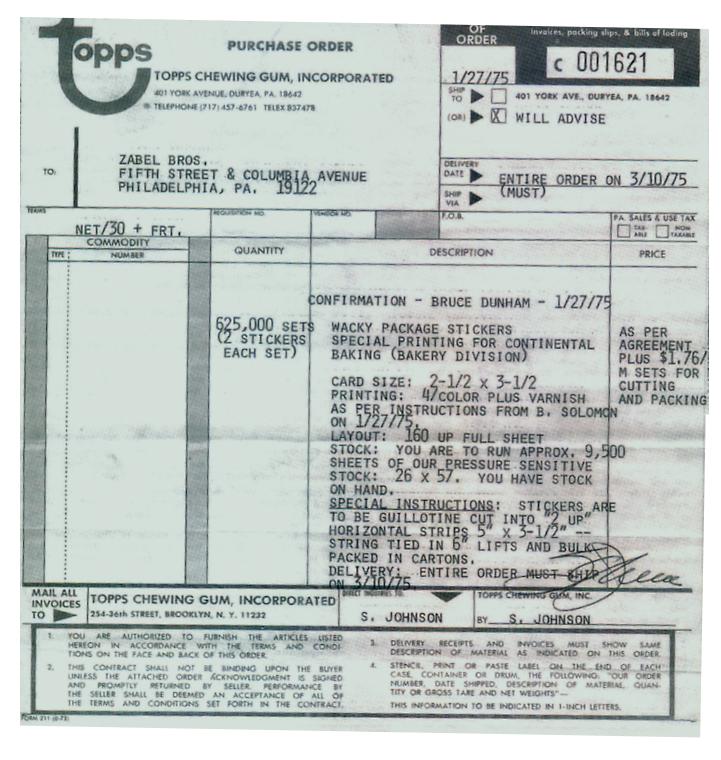 topps
PURCHASE ORDER
TOPPS CHEWING GUM, INCORPORATED
401 YORK AVENUE, DURYEA, PA. 18642
TELEPHONE (717) 457-6761 TELEX 837478
OF
ORDER
Invoices, packing slips, & bills of lading
1/27/75
C 001621
SHIP
TO
401 YORK AVE., DURYEA, PA. 18642
(OR)
X WILL ADVISE
TO:
ZABEL BROS.
FIFTH STREET & COLUMBIA AVENUE
PHILADELPHIA, PA. 19122
DELIVERY
DATE
ENTIRE ORDER ON 3/10/75
(MUST)
SHIP
VIA
TERMS
NET/30 + FRT.
REQUISITION NO.
VENDOR NO.
F.O.B.
PA. SALES & USE TAX
TAX-
ABLE
NON
TAXABLE
COMMODITY
TYPE
NUMBER
QUANTITY
DESCRIPTION
PRICE
CONFIRMATION - BRUCE DUNHAM - 1/27/75
625,000 SETS
(2 STICKERS
EACH SET)
WACKY PACKAGE STICKERS
SPECIAL PRINTING FOR CONTINENTAL
BAKING (BAKERY DIVISION)
CARD SIZE: 2-1/2 x 3-1/2
PRINTING: 4/COLOR PLUS VARNISH
AS PER INSTRUCTIONS FROM B. SOLOMON
ON 1/27/75.
LAYOUT: 160 UP FULL SHEET
STOCK: YOU ARE TO RUN APPROX. 9,500
SHEETS OF OUR PRESSURE SENSITIVE
STOCK: 26 x 57. YOU HAVE STOCK
ON HAND.
SPECIAL INSTRUCTIONS: STICKERS ARE
TO BE GUILLOTINE CUT INTO "2 UP"
HORIZONTAL STRIPS 5" x 3-1/2" --
STRING TIED IN 6" LIFTS AND BULK
PACKED IN CARTONS.
DELIVERY: ENTIRE ORDER MUST SHIP
ON 3/10/75.
AS PER
AGREEMENT
PLUS $1.76/
M SETS FOR
CUTTING
AND PACKING
MAIL ALL
INVOICES
TO
TOPPS CHEWING GUM, INCORPORATED
254-36th STREET, BROOKLYN, N. Y. 11232
DIRECT INQUIRIES TO:
S. JOHNSON
TOPPS CHEWING GUM, INC.
BY S. JOHNSON
1. YOU ARE AUTHORIZED TO FURNISH THE ARTICLES LISTED
HEREON IN ACCORDANCE WITH THE TERMS AND CONDI-
TIONS ON THE FACE AND BACK OF THIS ORDER.
2. THIS CONTRACT SHALL NOT BE BINDING UPON THE BUYER
UNLESS THE ATTACHED ORDER ACKNOWLEDGMENT IS SIGNED
AND PROMPTLY RETURNED BY SELLER. PERFORMANCE BY
THE SELLER SHALL BE DEEMED AN ACCEPTANCE OF ALL OF
THE TERMS AND CONDITIONS SET FORTH IN THE CONTRACT.
3. DELIVERY RECEIPTS AND INVOICES MUST SHOW SAME
DESCRIPTION OF MATERIAL AS INDICATED ON THIS ORDER.
4. STENCIL, PRINT OR PASTE LABEL ON THE END OF EACH
CASE, CONTAINER OR DRUM, THE FOLLOWING: "OUR ORDER
NUMBER, DATE SHIPPED, DESCRIPTION OF MATERIAL, QUAN-
TITY OR GROSS TARE AND NET WEIGHTS"—
THIS INFORMATION TO BE INDICATED IN 1-INCH LETTERS.
FORM 211 (6-73)